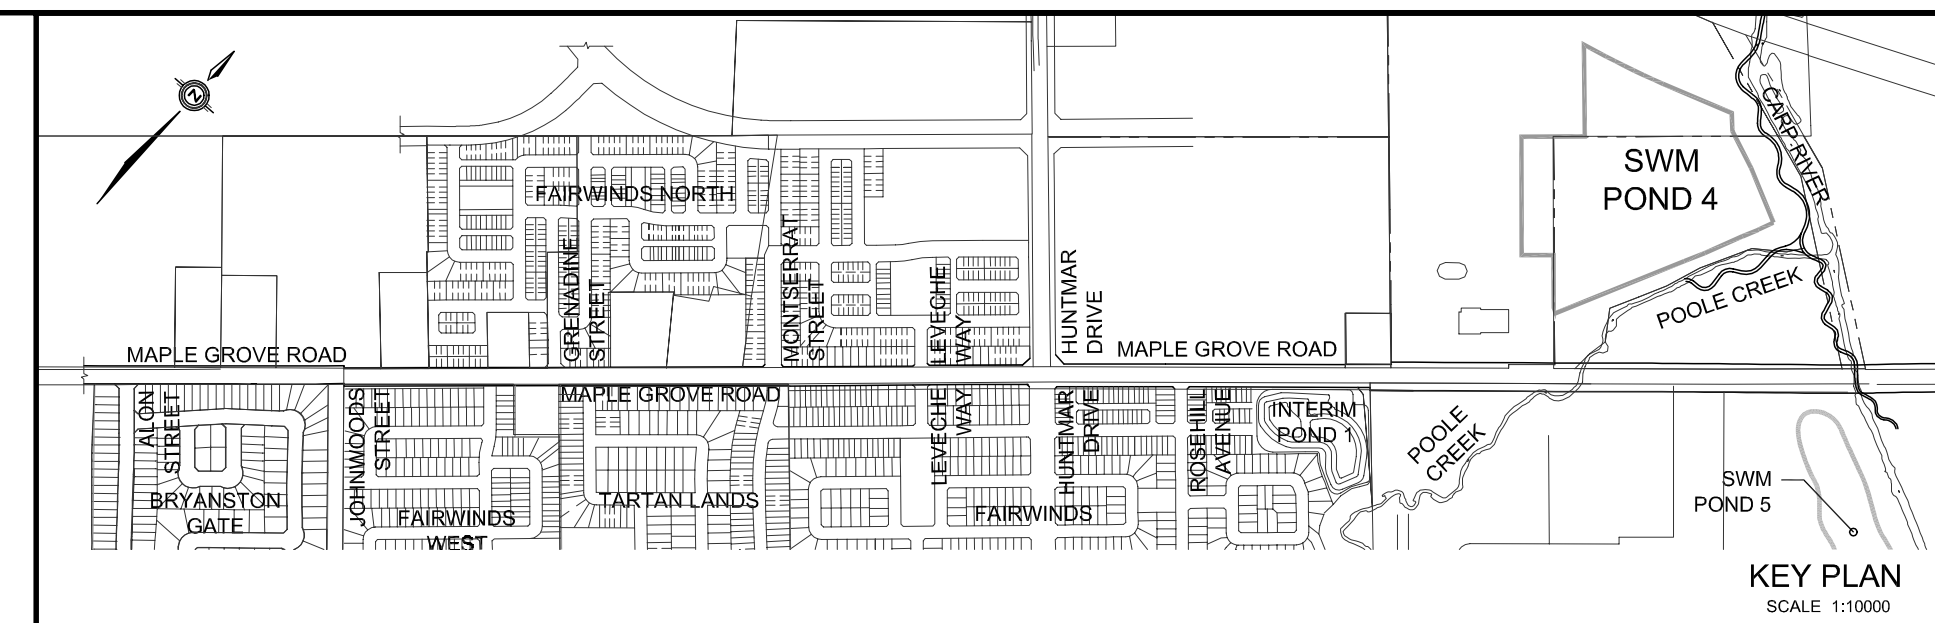 N
SWM
POND 4
CARP RIVER
FAIRWINDS NORTH
GRENADINE
STREET
MONTSERRAT
STREET
LEVECHE
WAY
HUNTMAR
DRIVE
POOLE CREEK
MAPLE GROVE ROAD
MAPLE GROVE ROAD
MAPLE GROVE ROAD
ALON
STREET
JOHNWOODS
STREET
LEVECHE
WAY
HUNTMAR
DRIVE
ROSEHILL
AVENUE
INTERIM
POND 1
POOLE
CREEK
BRYANSTON
GATE
FAIRWINDS
WEST
TARTAN LANDS
FAIRWINDS
SWM
POND 5
KEY PLAN
SCALE 1:10000